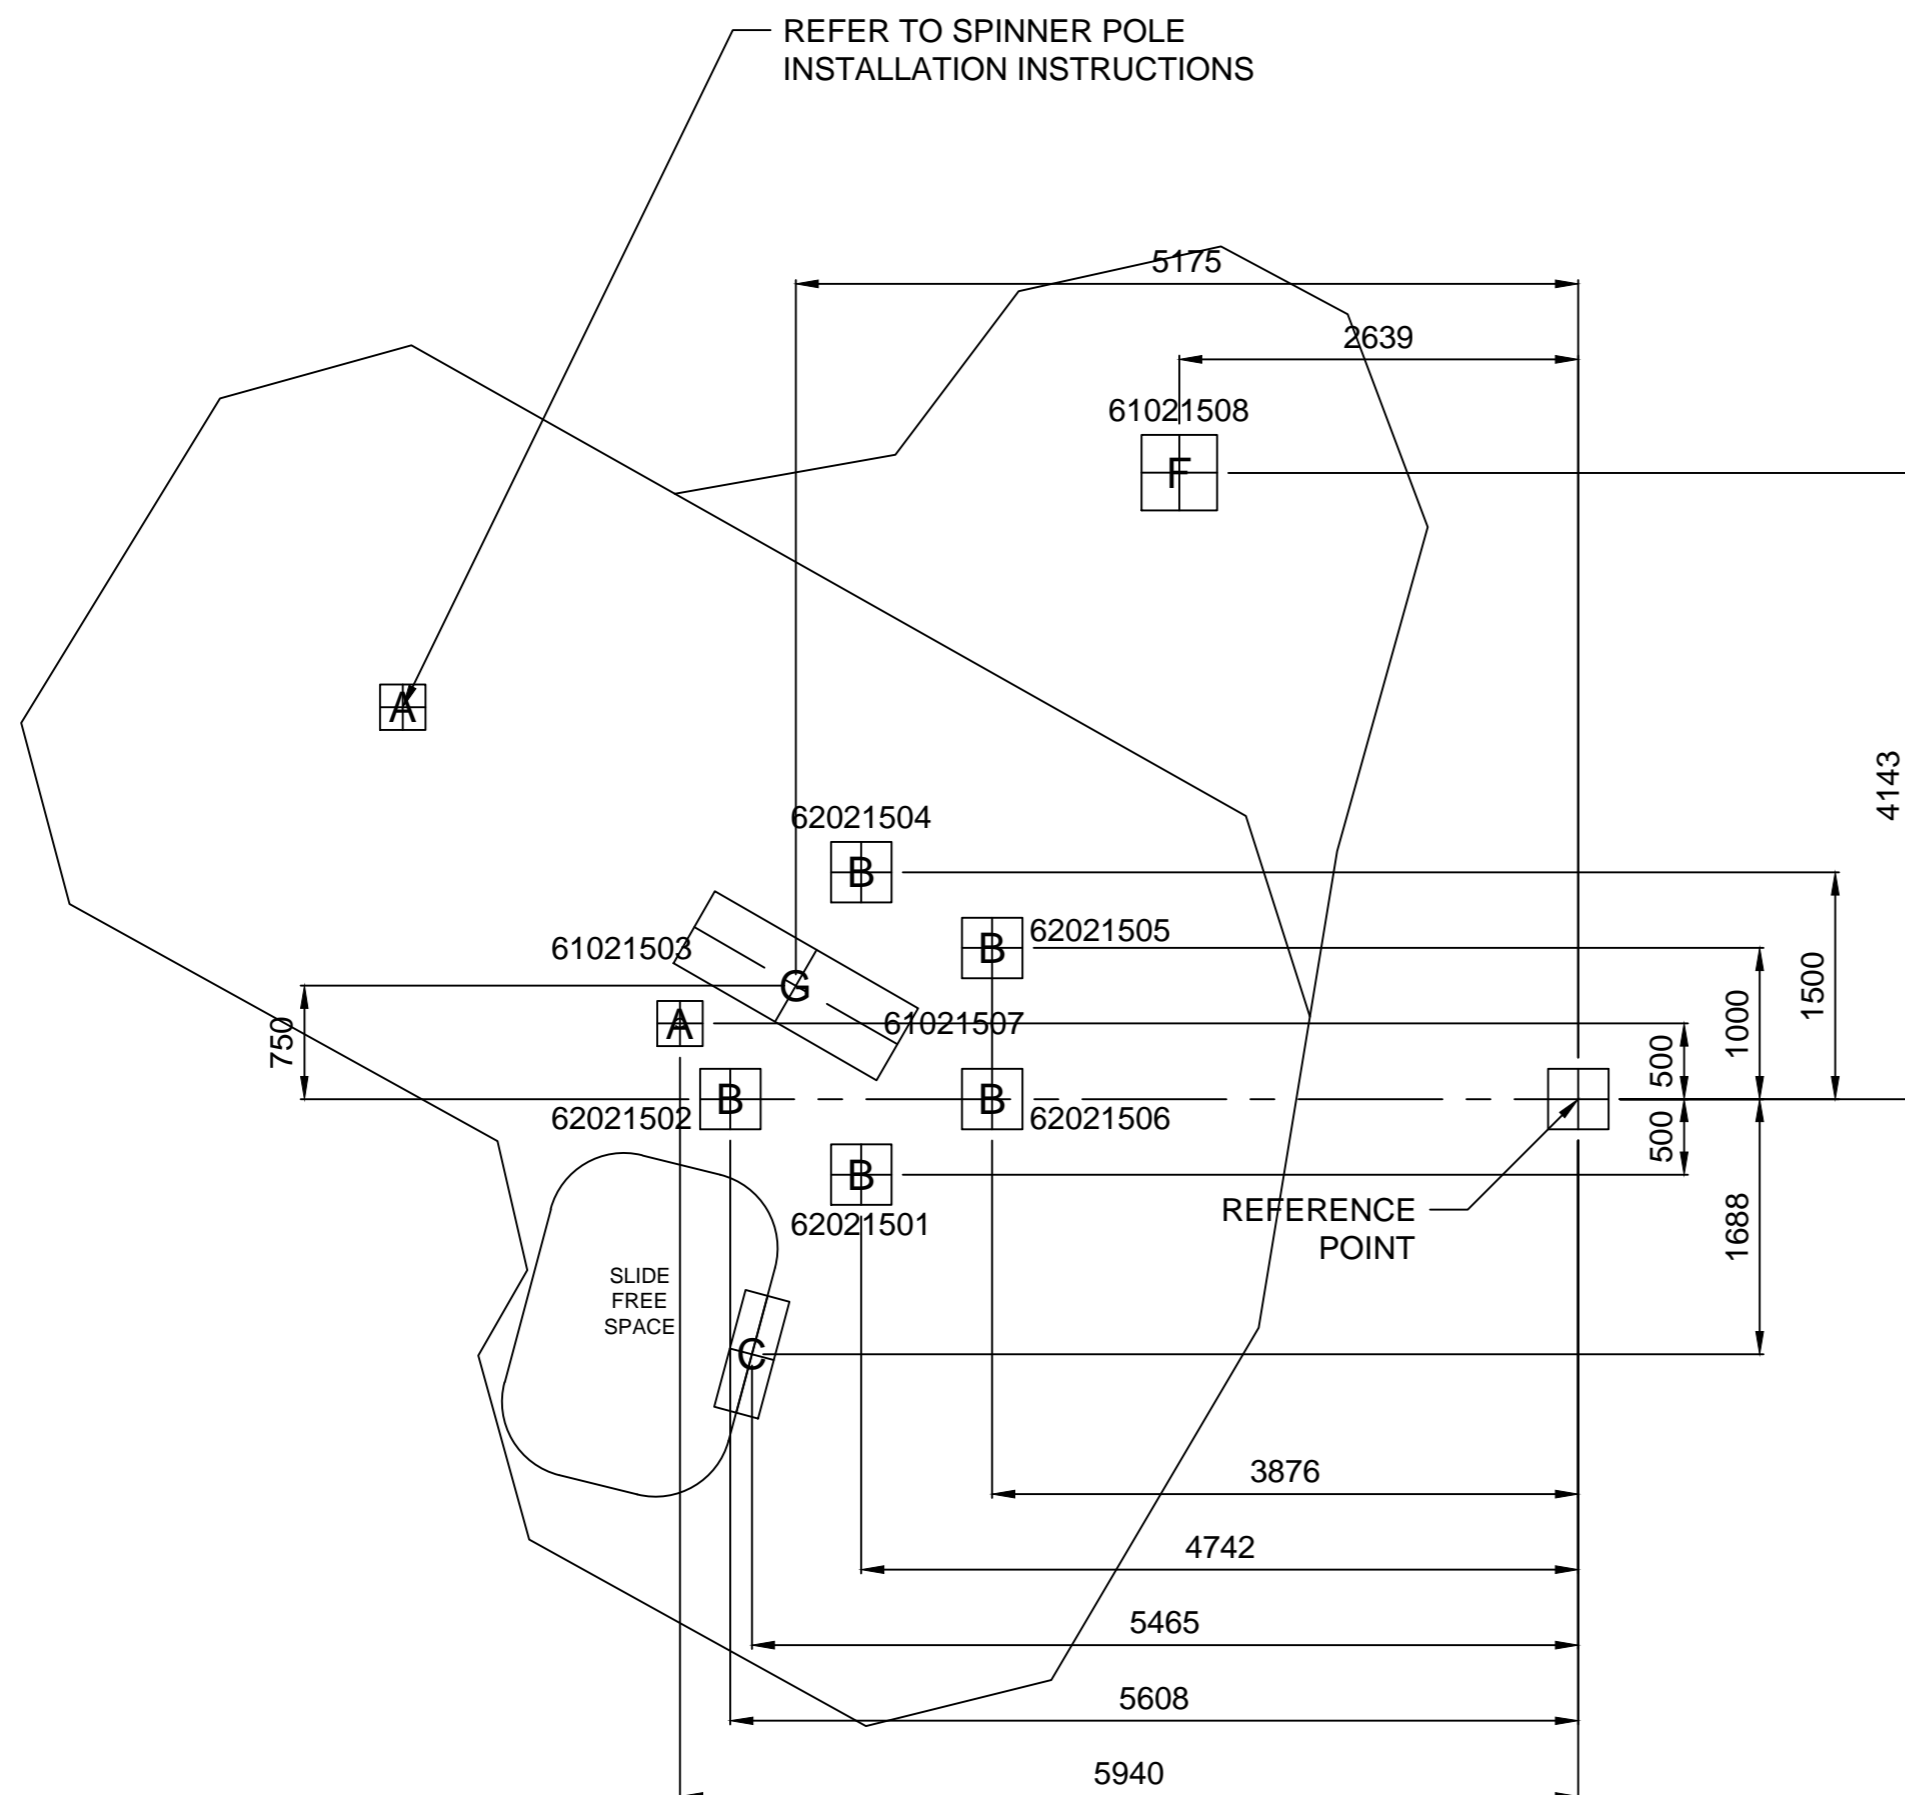 REFER TO SPINNER POLE
INSTALLATION INSTRUCTIONS
5175
2639
61021508
F
A
4143
62021504
B
62021505
B
61021503
G
1500
1000
A
61021507
750
500
B
B
62021502
62021506
500
B
REFERENCE
POINT
62021501
1688
SLIDE
FREE
SPACE
C
3876
4742
5465
5608
5940